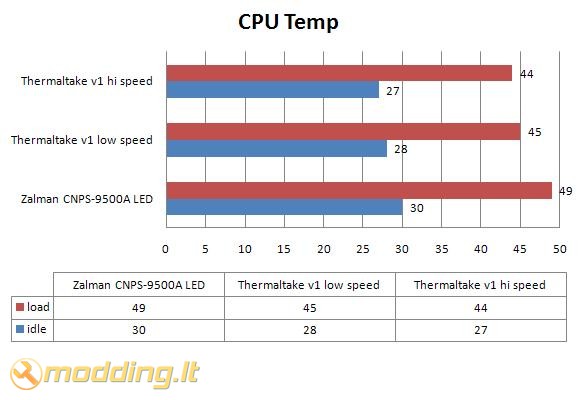 CPU Temp
Thermaltake v1 hi speed
44
27
Thermaltake v1 low speed
45
28
Zalman CNPS-9500A LED
49
30
0 5 10 15 20 25 30 35 40 45 50
Zalman CNPS-9500A LED Thermaltake v1 low speed Thermaltake v1 hi speed
load 49 45 44
idle 30 28 27
modding.lt